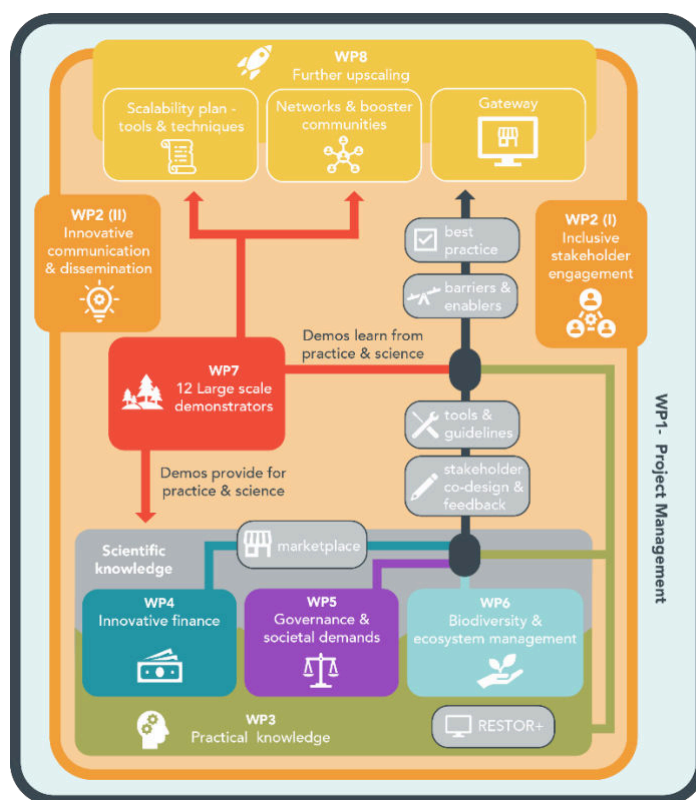 WP8
Further upscaling
Scalability plan -
tools & techniques
Networks & booster
communities
Gateway
WP2 (II)
Innovative
communication
& dissemination
best
practice
WP2 (I)
Inclusive
stakeholder
engagement
barriers &
enablers
Demos learn from
practice & science
WP7
12 Large scale
demonstrators
tools &
guidelines
Demos provide for
practice & science
stakeholder
co-design &
feedback
WP1- Project Management
Scientific
knowledge
marketplace
WP4
Innovative finance
WP5
Governance &
societal demands
WP6
Biodiversity &
ecosystem management
WP3
Practical knowledge
RESTOR+